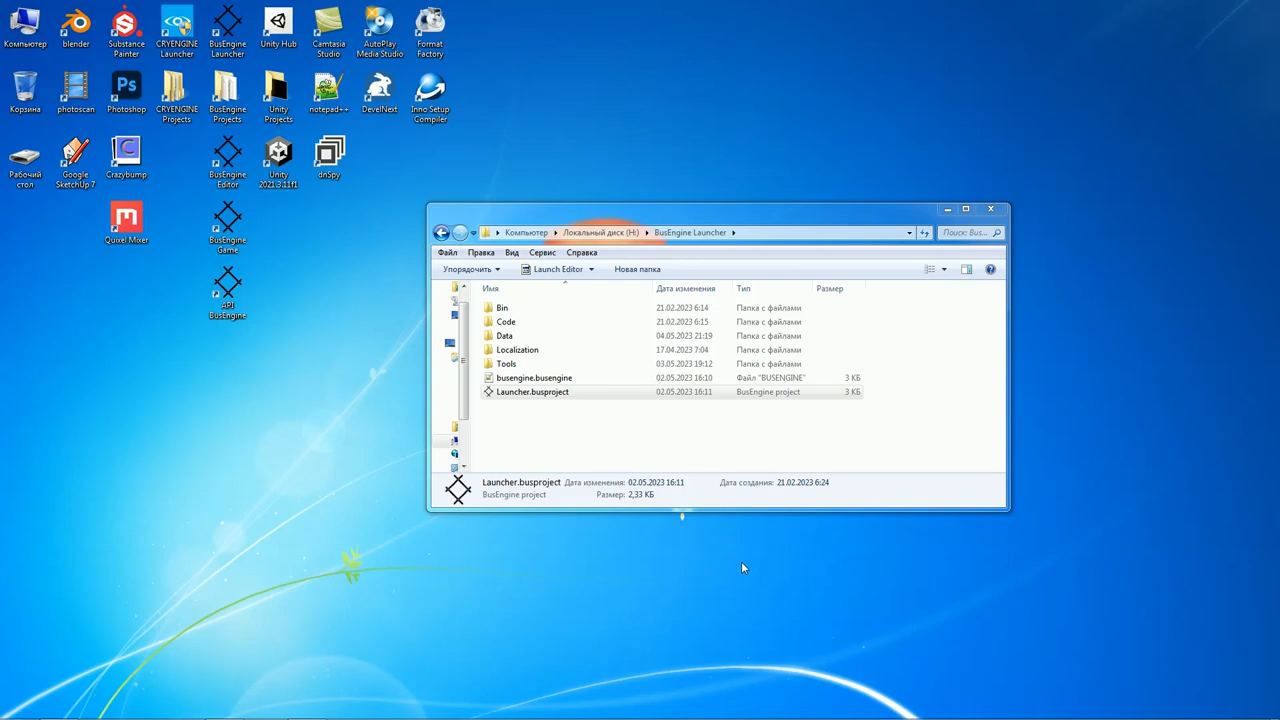 Компьютер
blender
Substance
Painter
CRYENGINE
Launcher
BusEngine
Launcher
Unity Hub
Camtasia
Studio
AutoPlay
Media Studio
Format
Factory
Корзина
photoscan
Photoshop
CRYENGINE
Projects
BusEngine
Projects
Unity
Projects
notepad++
DevelNext
Inno Setup
Compiler
Рабочий
стол
Google
SketchUp 7
Crazybump
BusEngine
Editor
Unity
2021.3.11f1
dnSpy
Quixel Mixer
BusEngine
Game
API
BusEngine
Компьютер Локальный диск (H:) BusEngine Launcher Поиск: Bus...
Файл Правка Вид Сервис Справка
Упорядочить Launch Editor Новая папка
Имя Дата изменения Тип Размер
Bin 21.02.2023 6:14 Папка с файлами
Code 21.02.2023 6:15 Папка с файлами
Data 04.05.2023 21:19 Папка с файлами
Localization 17.04.2023 7:04 Папка с файлами
Tools 03.05.2023 19:12 Папка с файлами
busengine.busengine 02.05.2023 16:10 Файл "BUSENGINE" 3 КБ
Launcher.busproject 02.05.2023 16:11 BusEngine project 3 КБ
Launcher.busproject Дата изменения: 02.05.2023 16:11 Дата создания: 21.02.2023 6:24
BusEngine project Размер: 2,33 КБ